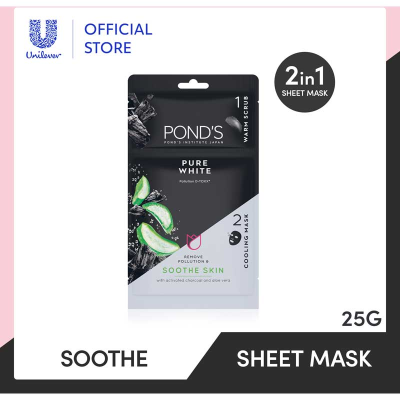 Unilever
OFFICIAL
STORE
2in1
SHEET MASK
1
WARM SCRUB
POND'S
POND'S INSTITUTE JAPAN
PURE
WHITE
2
COOLING MASK
REMOVE
POLLUTION &
SOOTHE SKIN
with activated charcoal and aloe vera
25G
SOOTHE
SHEET MASK